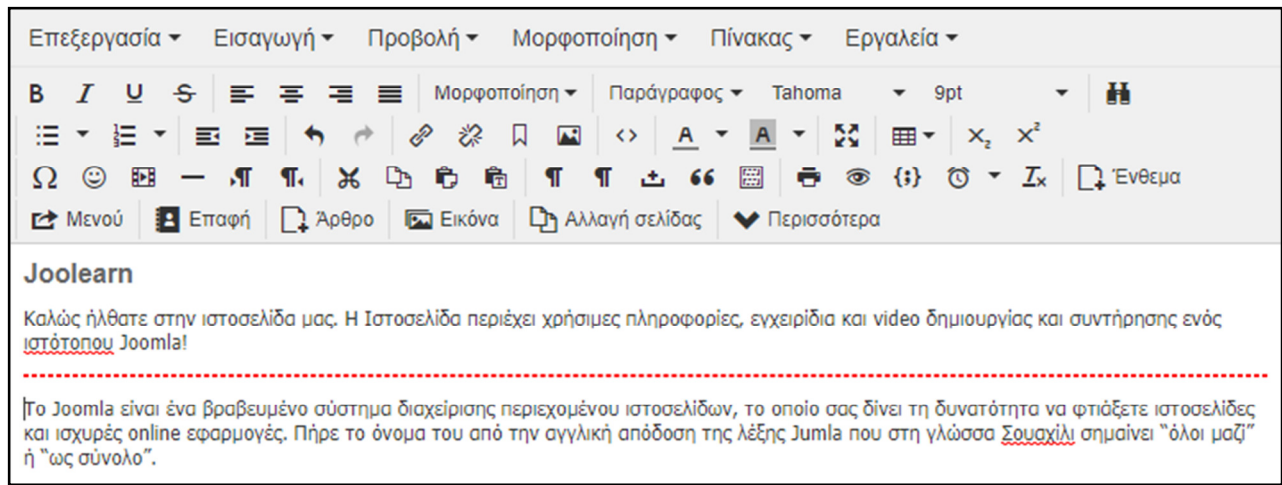 Επεξεργασία Εισαγωγή Προβολή Μορφοποίηση Πίνακας Εργαλεία
B I U S Μορφοποίηση Παράγραφος Tahoma 9pt
<> A A x₂ x²
Ω ¶ ¶ ¶ ¶ {;} Ix Ένθεμα
Μενού Επαφή Άρθρο Εικόνα Αλλαγή σελίδας Περισσότερα
Joolearn
Καλώς ήλθατε στην ιστοσελίδα μας. Η Ιστοσελίδα περιέχει χρήσιμες πληροφορίες, εγχειρίδια και video δημιουργίας και συντήρησης ενός
ιστότοπου Joomla!
Το Joomla είναι ένα βραβευμένο σύστημα διαχείρισης περιεχομένου ιστοσελίδων, το οποίο σας δίνει τη δυνατότητα να φτιάξετε ιστοσελίδες
και ισχυρές online εφαρμογές. Πήρε το όνομα του από την αγγλική απόδοση της λέξης Jumla που στη γλώσσα Σουαχίλι σημαίνει “όλοι μαζί”
ή “ως σύνολο”.